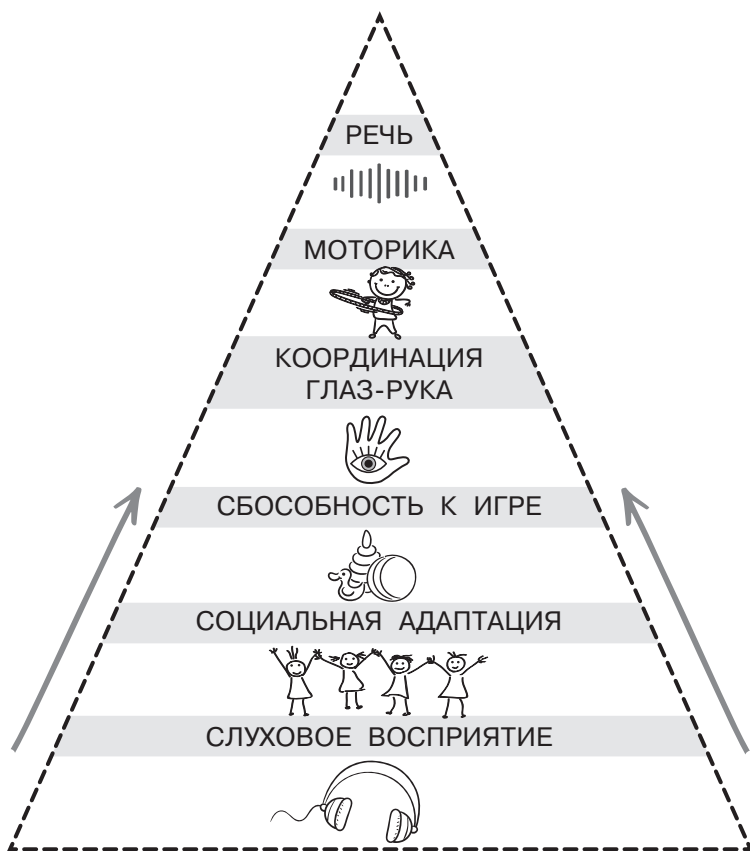 РЕЧЬ
МОТОРИКА
КООРДИНАЦИЯ
ГЛАЗ-РУКА
СБОСОБНОСТЬ К ИГРЕ
СОЦИАЛЬНАЯ АДАПТАЦИЯ
СЛУХОВОЕ ВОСПРИЯТИЕ